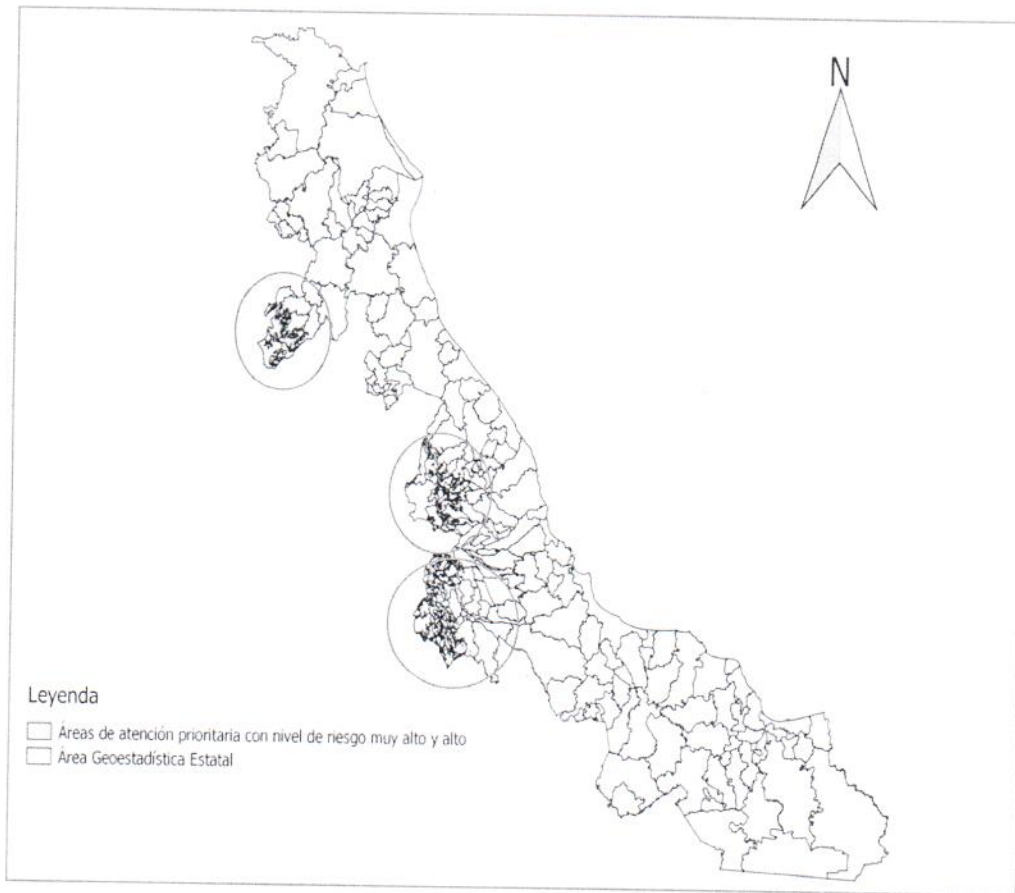 N
Leyenda
Áreas de atención prioritaria con nivel de riesgo muy alto y alto
Área Geoestadística Estatal